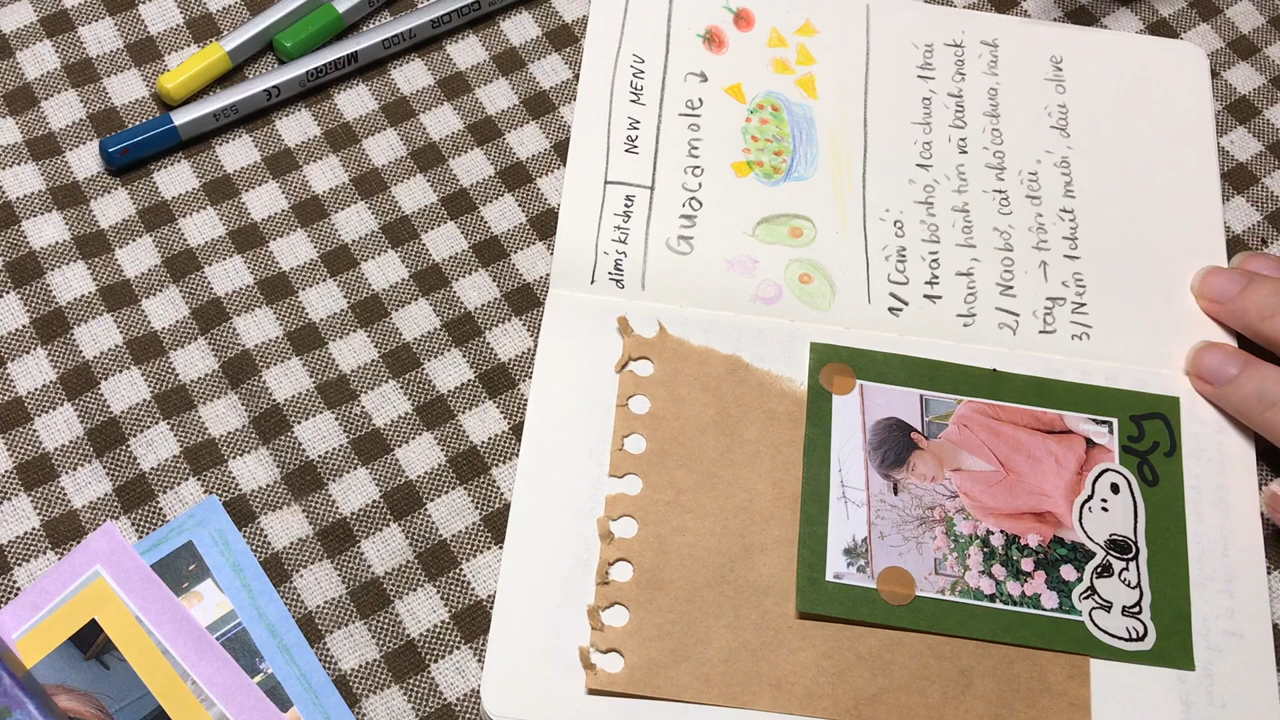 dim's kitchen
New MENU
Guacamole
1/ Cần có:
1 trái bơ nhỏ, 1 cà chua, 1 trái
chanh, hành tím và bánh snack.
2/ Nạo bơ, cắt nhỏ cà chua, hành
tây → trộn đều.
3/ Nêm 1 chút muối, dầu olive
dy
MARCO
7100
COLOR
534